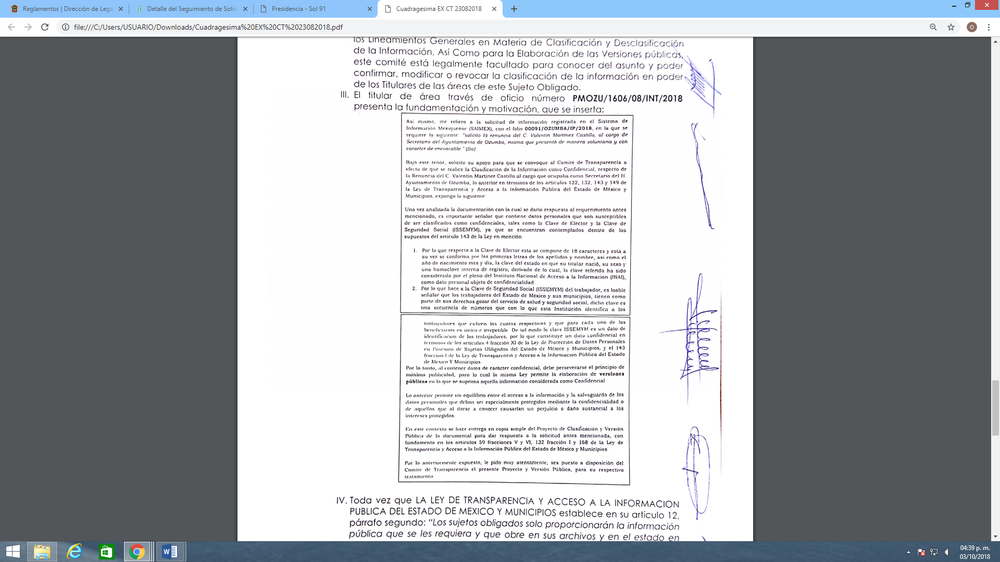 Reglamentos | Dirección de Lega
Detalle del Seguimiento de Solici
Presidencia - Sol 91
Cuadragesima EX CT 23082018
file:///C:/Users/USUARIO/Downloads/Cuadragesima%20EX%20CT%2023082018.pdf
O
los Lineamientos Generales en Materia de Clasificación y Desclasificación
de la Información, Así Como para la Elaboración de las Versiones públicas,
este comité está legalmente facultado para conocer del asunto y poder
confirmar, modificar o revocar la clasificación de la información en poder
de los Titulares de las áreas de este Sujeto Obligado.
III. El titular de área través de oficio número PMOZU/1606/08/INT/2018
presenta la fundamentación y motivación, que se inserta:
Así mismo, me refiero a la solicitud de información registrada en el Sistema de
Información Mexiquense (SAIMEX), con el folio 00091/OZUMBA/IP/2018, en la que se
requiere lo siguiente: "solicito la renuncia del C. Valentín Martínez Castillo, al cargo de
Secretario del Ayuntamiento de Ozumba, misma que presentó de manera voluntaria y con
caracter de irrevocable." (Sic)
Bajo este tenor, solicito su apoyo para que se convoque al Comité de Transparencia a
efecto de que se realice la Clasificación de la Información como Confidencial, respecto de
la Renuncia del C. Valentín Martínez Castillo al cargo que ocupaba como Secretario del H.
Ayuntamiento de Ozumba; lo anterior en términos de los artículos 122, 132, 143 y 149 de
la Ley de Transparencia y Acceso a la Información Pública del Estado de México y
Municipios, expongo lo siguiente:
Una vez analizada la documentación con la cual se daría respuesta al requerimiento antes
mencionado, es importante señalar que contiene datos personales que son susceptibles
de ser clasificados como confidenciales, tales como la Clave de Elector y la Clave de
Seguridad Social (ISSEMYM), ya que se encuentran contemplados dentro de los
supuestos del artículo 143 de la Ley en mención.
1. Por lo que respecta a la Clave de Elector esta se compone de 18 caracteres y está a
su vez se conforma por las primeras letras de los apellidos y nombre, así como el
año de nacimiento mes y día, la clave del estado en que su titular nació, su sexo y
una homoclave interna de registro; derivado de lo cual, la clave referida ha sido
considerada por el pleno del Instituto Nacional de Acceso a la Información (INAI),
como dato personal objeto de confidencialidad.
2. Por lo que hace a la Clave de Seguridad Social (ISSEMYM) del trabajador, es loable
señalar que los trabajadores del Estado de México y sus municipios, tienen como
parte de sus derechos gozar del servicio de salud y seguridad social, dicha clave es
una secuencia de números que con lo que esta Institución identifica a los
trabajadores que cubren las cuotas respectivas y que para cada uno de los
beneficiarios es único e irrepetible. De tal modo la clave ISSEMYM es un dato de
identificación de los trabajadores, por lo que constituye un dato confidencial en
términos de los artículos 4 fracción XI de la Ley de Protección de Datos Personales
en Posesión de Sujetos Obligados del Estado de México y Municipios; y el 143
fracción I de la Ley de Transparencia y Acceso a la Información Pública del Estado
de México Y Municipios.
Por lo tanto, al contener datos de carácter confidencial, debe perseverarse el principio de
máxima publicidad, para lo cual la misma Ley permite la elaboración de versiones
públicas en la que se suprima aquella información considerada como Confidencial
Lo anterior permite un equilibrio entre el acceso a la información y la salvaguarda de los
datos personales que deban ser especialmente protegidos mediante la confidencialidad o
de aquellos que al darse a conocer causarían un perjuicio o daño sustancial a los
intereses protegidos.
En este contexto se hace entrega en copia simple del Proyecto de Clasificación y Versión
Pública de la documental para dar respuesta a la solicitud antes mencionada, con
fundamento en los artículos 59 fracciones V y VI; 132 fracción I y 168 de la Ley de
Transparencia y Acceso a la Información Pública del Estado de México y Municipios.
Por lo anteriormente expuesto, le pido muy atentamente, sea puesto a disposición del
Comite de Transparencia el presente Proyecto y Versión Pública, para su respectivo
tratamiento
IV. Toda vez que LA LEY DE TRANSPARENCIA Y ACCESO A LA INFORMACION
PUBLICA DEL ESTADO DE MEXICO Y MUNICIPIOS establece en su artículo 12,
párrafo segundo: "Los sujetos obligados solo proporcionarán la información
pública que se les requiera y que obre en sus archivos y en el estado en
04:39 p. m.
03/10/2018